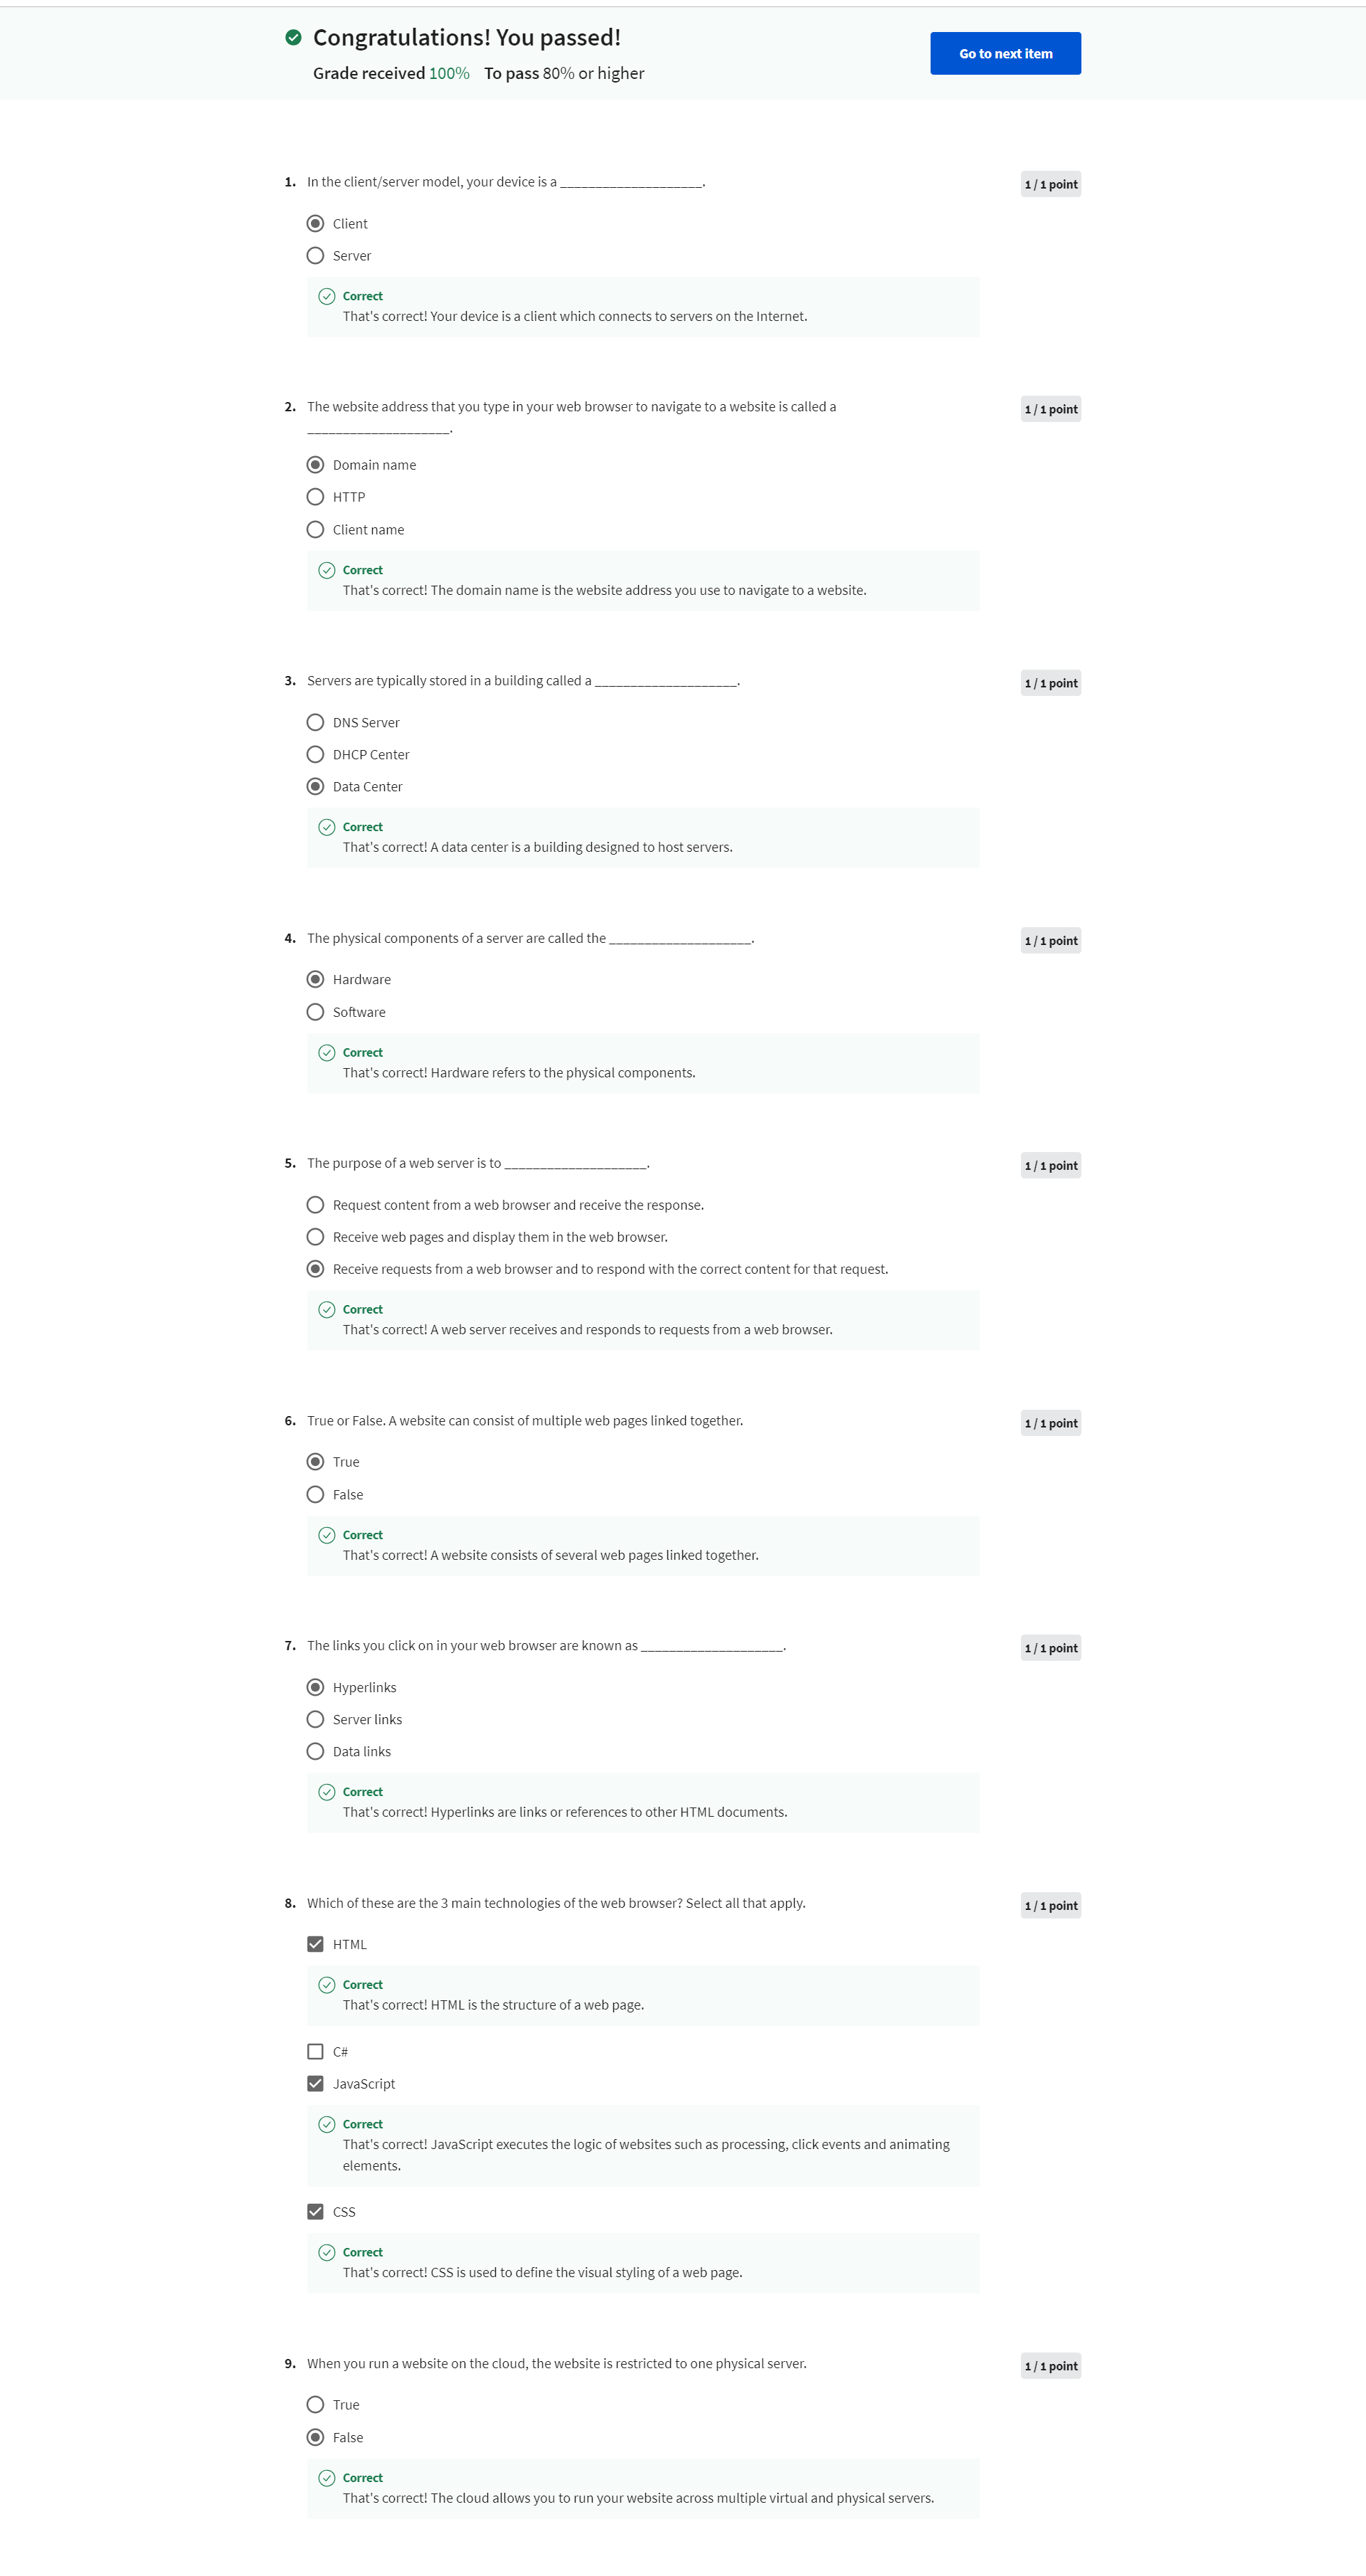 Congratulations! You passed!
Go to next item
Grade received 100% To pass 80% or higher
1. In the client/server model, your device is a ____________________.
1 / 1 point
Client
Server
Correct
That's correct! Your device is a client which connects to servers on the Internet.
2. The website address that you type in your web browser to navigate to a website is called a
____________________.
1 / 1 point
Domain name
HTTP
Client name
Correct
That's correct! The domain name is the website address you use to navigate to a website.
3. Servers are typically stored in a building called a ____________________.
1 / 1 point
DNS Server
DHCP Center
Data Center
Correct
That's correct! A data center is a building designed to host servers.
4. The physical components of a server are called the ____________________.
1 / 1 point
Hardware
Software
Correct
That's correct! Hardware refers to the physical components.
5. The purpose of a web server is to ____________________.
1 / 1 point
Request content from a web browser and receive the response.
Receive web pages and display them in the web browser.
Receive requests from a web browser and to respond with the correct content for that request.
Correct
That's correct! A web server receives and responds to requests from a web browser.
6. True or False. A website can consist of multiple web pages linked together.
1 / 1 point
True
False
Correct
That's correct! A website consists of several web pages linked together.
7. The links you click on in your web browser are known as ____________________.
1 / 1 point
Hyperlinks
Server links
Data links
Correct
That's correct! Hyperlinks are links or references to other HTML documents.
8. Which of these are the 3 main technologies of the web browser? Select all that apply.
1 / 1 point
HTML
Correct
That's correct! HTML is the structure of a web page.
C#
JavaScript
Correct
That's correct! JavaScript executes the logic of websites such as processing, click events and animating
elements.
CSS
Correct
That's correct! CSS is used to define the visual styling of a web page.
9. When you run a website on the cloud, the website is restricted to one physical server.
1 / 1 point
True
False
Correct
That's correct! The cloud allows you to run your website across multiple virtual and physical servers.